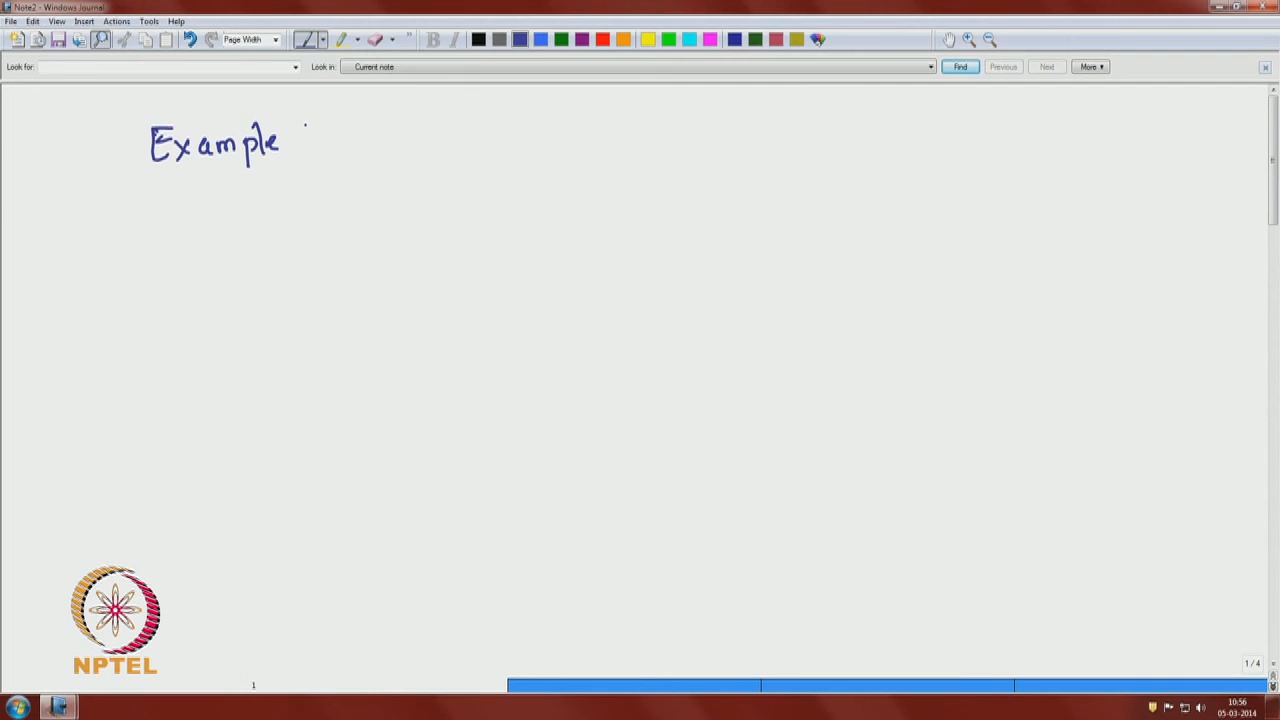 Note2 - Windows Journal
File Edit View Insert Actions Tools Help
Page Width B I
Look for: Look in: Current note Find Previous Next More
Example
NPTEL
1/4
1
10:56
05-03-2014